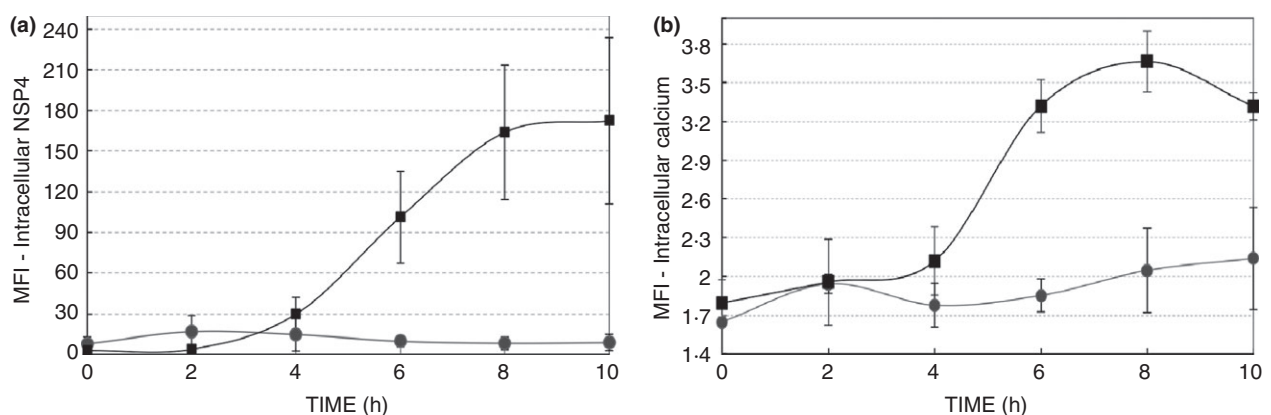 (a)
MFI - Intracellular NSP4
240
210
180
150
120
90
60
30
0
0 2 4 6 8 10
TIME (h)
(b)
MFI - Intracellular calcium
3·8
3·5
3·2
2·9
2·6
2·3
2
1·7
1·4
0 2 4 6 8 10
TIME (h)